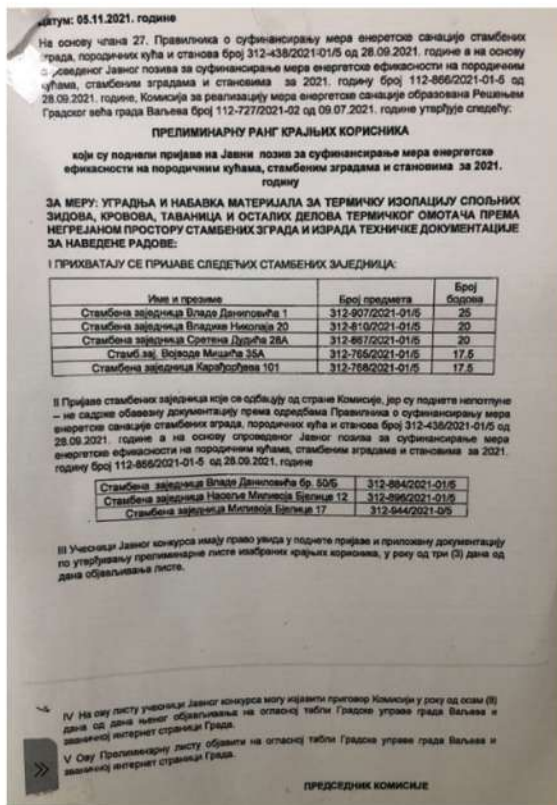 датум: 05.11.2021. године
На основу члана 27. Правилника о суфинансирању мера енеретске санације стамбених
зграда, породичних кућа и станова број 312-438/2021-01/5 од 28.09.2021. године а на основу
спроведеног Јавног позива за суфинансирање мера енергетске ефикасности на породичним
кућама, стамбеним зградама и становима за 2021. годину број 112-866/2021-01-5 од
28.09.2021. године, Комисија за реализацију мера енергетске санације образована Решењем
Градског већа града Ваљева број 112-727/2021-02 од 09.07.2021. године утврђује следећу:
ПРЕЛИМИНАРНУ РАНГ КРАЈЊИХ КОРИСНИКА
који су поднели пријаве на Јавни позив за суфинансирање мера енергетске
ефикасности на породичним кућама, стамбеним зградама и становима за 2021.
годину
ЗА МЕРУ: УГРАДЊА И НАБАВКА МАТЕРИЈАЛА ЗА ТЕРМИЧКУ ИЗОЛАЦИЈУ СПОЉНИХ
ЗИДОВА, КРОВОВА, ТАВАНИЦА И ОСТАЛИХ ДЕЛОВА ТЕРМИЧКОГ ОМОТАЧА ПРЕМА
НЕГРЕЈАНОМ ПРОСТОРУ СТАМБЕНИХ ЗГРАДА И ИЗРАДА ТЕХНИЧКЕ ДОКУМЕНТАЦИЈЕ
ЗА НАВЕДЕНЕ РАДОВЕ:
I ПРИХВАТАЈУ СЕ ПРИЈАВЕ СЛЕДЕЋИХ СТАМБЕНИХ ЗАЈЕДНИЦА:
Име и презиме Број предмета Број бодова
Стамбена заједница Владе Даниловића 1 312-907/2021-01/5 25
Стамбена заједница Владике Николаја 20 312-810/2021-01/5 20
Стамбена заједница Сретена Дудића 28А 312-867/2021-01/5 20
Стамб.зај. Војводе Мишића 35А 312-765/2021-01/5 17.5
Стамбена заједница Карађорђева 101 312-768/2021-01/5 17.5
II Пријаве стамбених заједница које се одбацују од стране Комисије, јер су поднете непотпуне
– не садрже обавезну документацију према одредбама Правилника о суфинансирању мера
енеретске санације стамбених зграда, породичних кућа и станова број 312-438/2021-01/5 од
28.09.2021. године а на основу спроведеног Јавног позива за суфинансирање мера
енергетске ефикасности на породичним кућама, стамбеним зградама и становима за 2021.
годину број 112-856/2021-01-5 од 28.09.2021. године
Стамбена заједница Владе Даниловића бр. 50/Б 312-884/2021-01/5
Стамбена заједница Насеље Миливоја Бјелице 12 312-896/2021-01/5
Стамбена заједница Миливоја Бјелице 17 312-944/2021-0/5
III Учесници Јавног конкурса имају право увида у поднете пријаве и приложену документацију
по утврђивању прелиминарне листе изабраних крајњих корисника, у року од три (3) дана од
дана објављивања листе.
IV На ову листу учесници Јавног конкурса могу изјавити приговор Комисији у року од осам (8)
дана од дана њеног објављивања на огласној табли Градске управе града Ваљева и
званичној интернет страници Града.
V Ову Прелиминарну листу објавити на огласној табли Градске управе града Ваљева и
званичној интернет страници Града.
ПРЕДСЕДНИК КОМИСИЈЕ